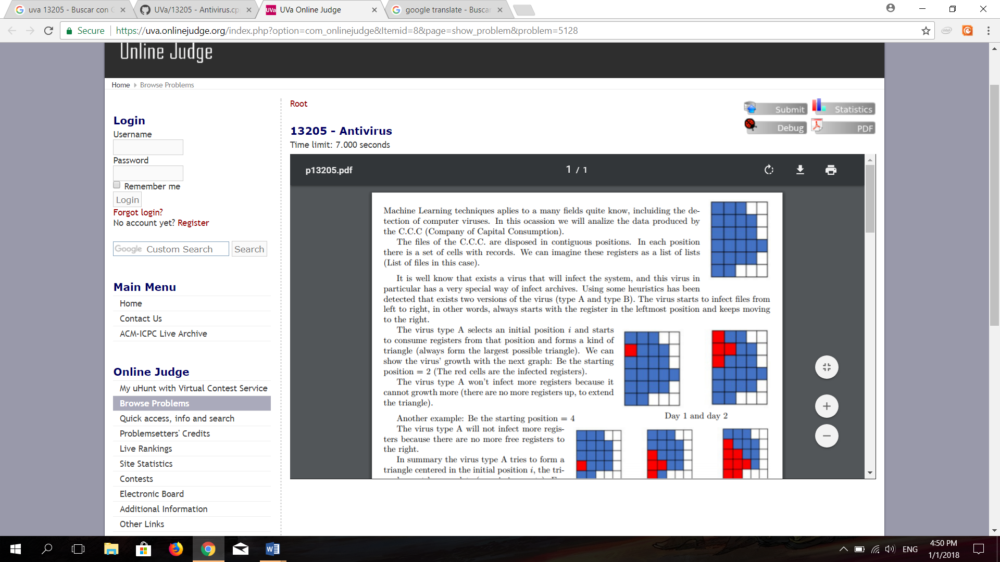 uva 13205 - Buscar con
UVa/13205 - Antivirus.cp
UVa UVa Online Judge
google translate - Buscar
Secure https://uva.onlinejudge.org/index.php?option=com_onlinejudge&Itemid=8&page=show_problem&problem=5128
Online Judge
Home Browse Problems
Login
Username
Password
Remember me
Login
Forgot login?
No account yet? Register
Google Custom Search Search
Main Menu
Home
Contact Us
ACM-ICPC Live Archive
Online Judge
My uHunt with Virtual Contest Service
Browse Problems
Quick access, info and search
Problemsetters' Credits
Live Rankings
Site Statistics
Contests
Electronic Board
Additional Information
Other Links
Root
Submit Statistics
Debug PDF
13205 - Antivirus
Time limit: 7.000 seconds
p13205.pdf 1 / 1
Machine Learning techniques aplies to a many fields quite know, incluiding the de-
tection of computer viruses. In this ocassion we will analize the data produced by
the C.C.C (Company of Capital Consumption).
The files of the C.C.C. are disposed in contiguous positions. In each position
there is a set of cells with records. We can imagine these registers as a list of lists
(List of files in this case).
It is well know that exists a virus that will infect the system, and this virus in
particular has a very special way of infect archives. Using some heuristics has been
detected that exists two versions of the virus (type A and type B). The virus starts to infect files from
left to right, in other words, always starts with the register in the leftmost position and keeps moving
to the right.
The virus type A selects an initial position i and starts
to consume registers from that position and forms a kind of
triangle (always form the largest possible triangle). We can
show the virus' growth with the next graph: Be the starting
position = 2 (The red cells are the infected registers).
The virus type A won't infect more registers because it
cannot growth more (there are no more registers up, to extend
the triangle).
Day 1 and day 2
Another example: Be the starting position = 4
The virus type A will not infect more regis-
ters because there are no more free registers to
the right.
In summary the virus type A tries to form a
triangle centered in the initial position i, the tri-
intel
ENG
4:50 PM
1/1/2018